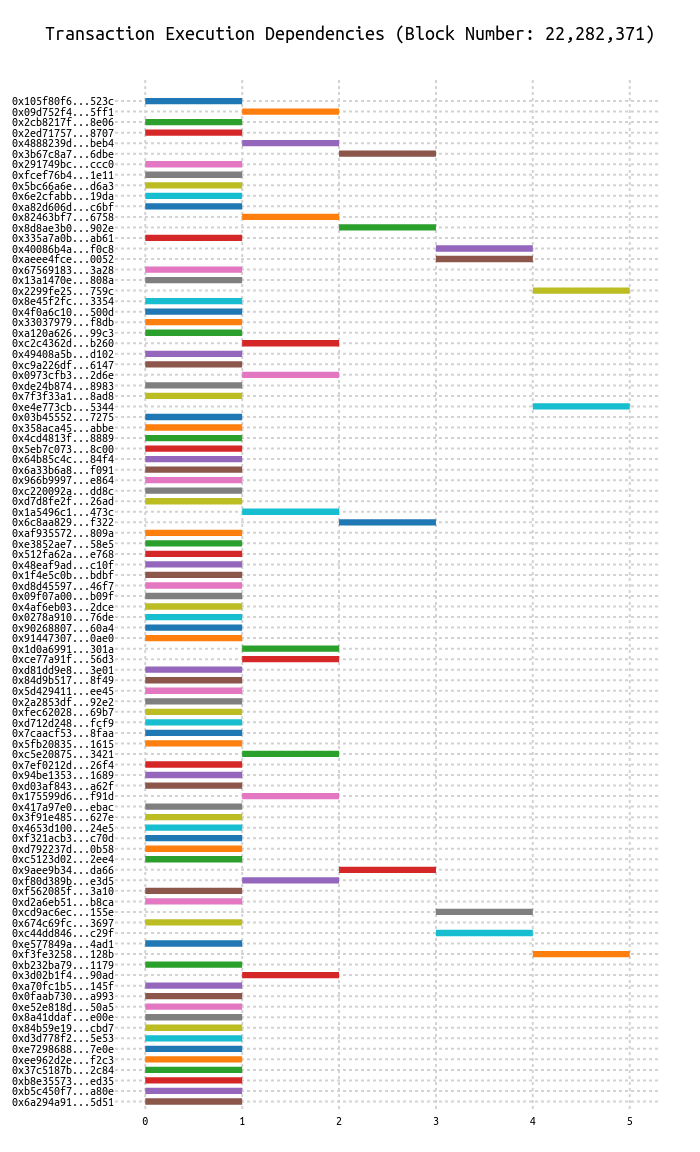 Transaction Execution Dependencies (Block Number: 22,282,371)
0x105f80f6...523c
0x09d752f4...5ff1
0x2cb8217f...8e06
0x2ed71757...8707
0x4888239d...beb4
0x3b67c8a7...6dbe
0x291749bc...ccc0
0xfcef76b4...1e11
0x5bc66a6e...d6a3
0x6e2cfabb...19da
0xa82d606d...c6bf
0x82463bf7...6758
0x8d8ae3b0...902e
0x335a7a0b...ab61
0x40086b4a...f0c8
0xaeee4fce...0052
0x67569183...3a28
0x13a1470e...808a
0x2299fe25...759c
0x8e45f2fc...3354
0x4f0a6c10...500d
0x33037979...f8db
0xa120a626...99c3
0xc2c4362d...b260
0x49408a5b...d102
0xc9a226df...6147
0x0973cfb3...2d6e
0xde24b874...8983
0x7f3f33a1...8ad8
0xe4e773cb...5344
0x03b45552...7275
0x358aca45...abbe
0x4cd4813f...8889
0x5eb7c073...8c00
0x64b85c4c...84f4
0x6a33b6a8...f091
0x966b9997...e864
0xc220092a...dd8c
0xd7d8fe2f...26ad
0x1a5496c1...473c
0x6c8aa829...f322
0xaf935572...809a
0xe3852ae7...58e5
0x512fa62a...e768
0x48eaf9ad...c10f
0x1f4e5c0b...bdbf
0xd8d45597...46f7
0x09f07a00...b09f
0x4af6eb03...2dce
0x0278a910...76de
0x90268807...60a4
0x91447307...0ae0
0x1d0a6991...301a
0xce77a91f...56d3
0xd81dd9e8...3e01
0x84d9b517...8f49
0x5d429411...ee45
0x2a2853df...92e2
0xfec62028...69b7
0xd712d248...fcf9
0x7caacf53...8faa
0x5fb20835...1615
0xc5e20875...3421
0x7ef0212d...26f4
0x94be1353...1689
0xd03af843...a62f
0x175599d6...f91d
0x417a97e0...ebac
0x3f91e485...627e
0x4653d100...24e5
0xf321acb3...c70d
0xd792237d...0b58
0xc5123d02...2ee4
0x9aee9b34...da66
0xf80d389b...e3d5
0xf562085f...3a10
0xd2a6eb51...b8ca
0xcd9ac6ec...155e
0x674c69fc...3697
0xc44dd846...c29f
0xe577849a...4ad1
0xf3fe3258...128b
0xb232ba79...1179
0x3d02b1f4...90ad
0xa70fc1b5...145f
0x0faab730...a993
0xe52e818d...50a5
0x8a41ddaf...e00e
0x84b59e19...cbd7
0xd3d778f2...5e53
0xe7298688...7e0e
0xee962d2e...f2c3
0x37c5187b...2c84
0xb8e35573...ed35
0xb5c450f7...a80e
0x6a294a91...5d51
0 1 2 3 4 5